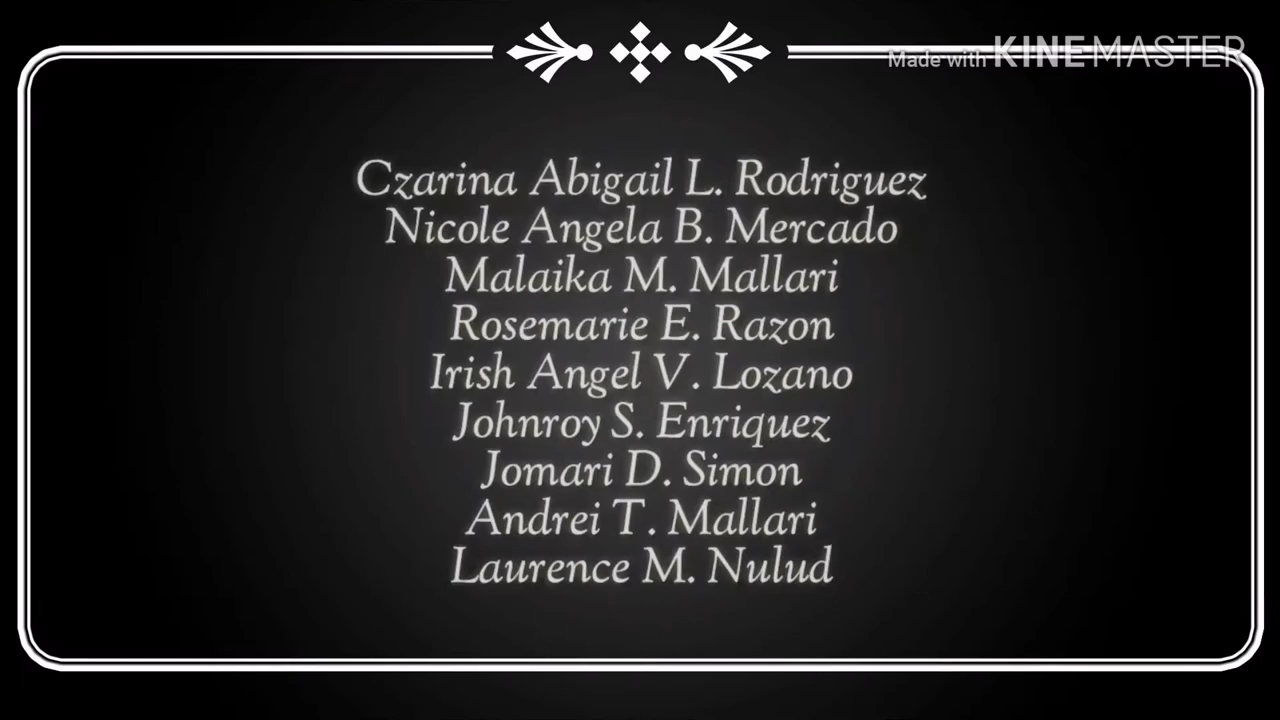 Made with KINEMASTER
Czarina Abigail L. Rodriguez
Nicole Angela B. Mercado
Malaika M. Mallari
Rosemarie E. Razon
Irish Angel V. Lozano
Johnroy S. Enriquez
Jomari D. Simon
Andrei T. Mallari
Laurence M. Nulud